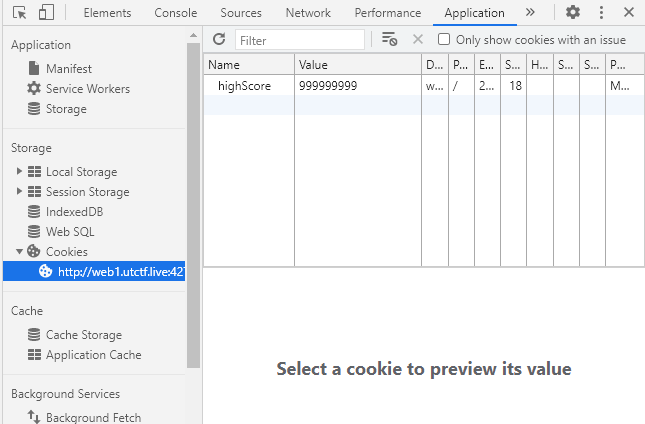 Elements Console Sources Network Performance Application »
Application
Manifest
Service Workers
Storage
Storage
Local Storage
Session Storage
IndexedDB
Web SQL
Cookies
http://web1.utctf.live:427
Cache
Cache Storage
Application Cache
Background Services
Background Fetch
Filter Only show cookies with an issue
Name Value D... P... E... S... H... S... S... P...
highScore 999999999 w... / 2... 18 M...
Select a cookie to preview its value